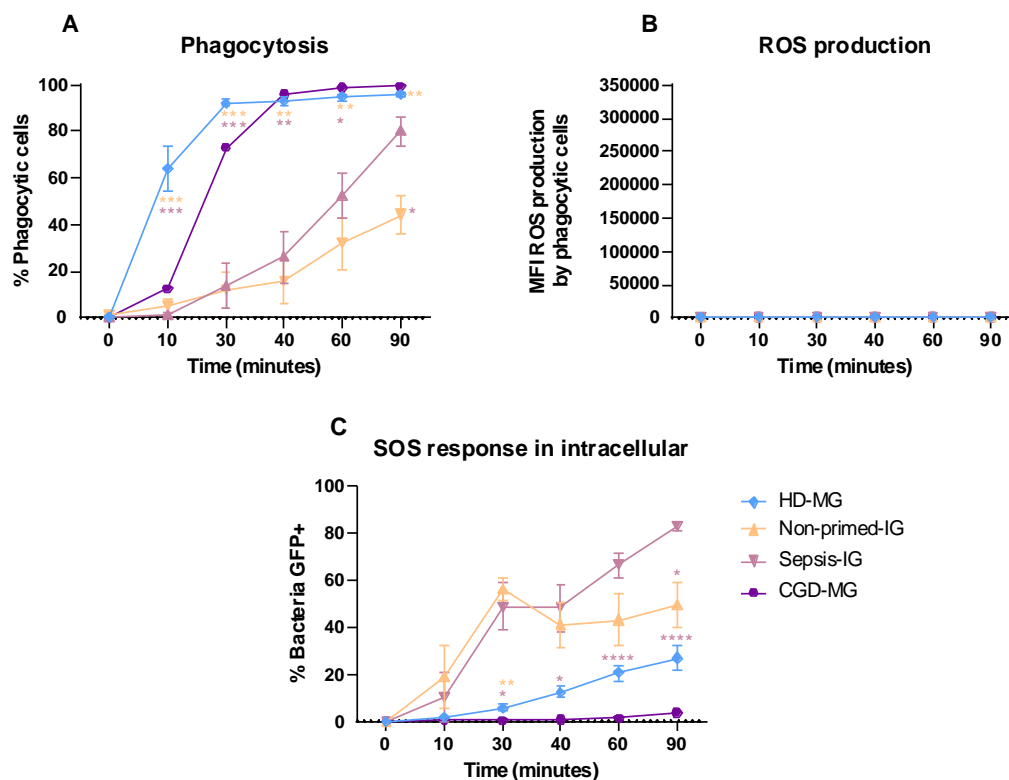 A
Phagocytosis
% Phagocytic cells
100
80
60
40
20
0
***
***
***
***
**
**
**
*
**
*
0 10 30 40 60 90
Time (minutes)
B
ROS production
MFI ROS production
by phagocytic cells
350000
300000
250000
200000
150000
100000
50000
0
0 10 30 40 60 90
Time (minutes)
C
SOS response in intracellular
% Bacteria GFP+
100
80
60
40
20
0
**
*
*
****
*
****
0 10 30 40 60 90
Time (minutes)
HD-MG
Non-primed-IG
Sepsis-IG
CGD-MG